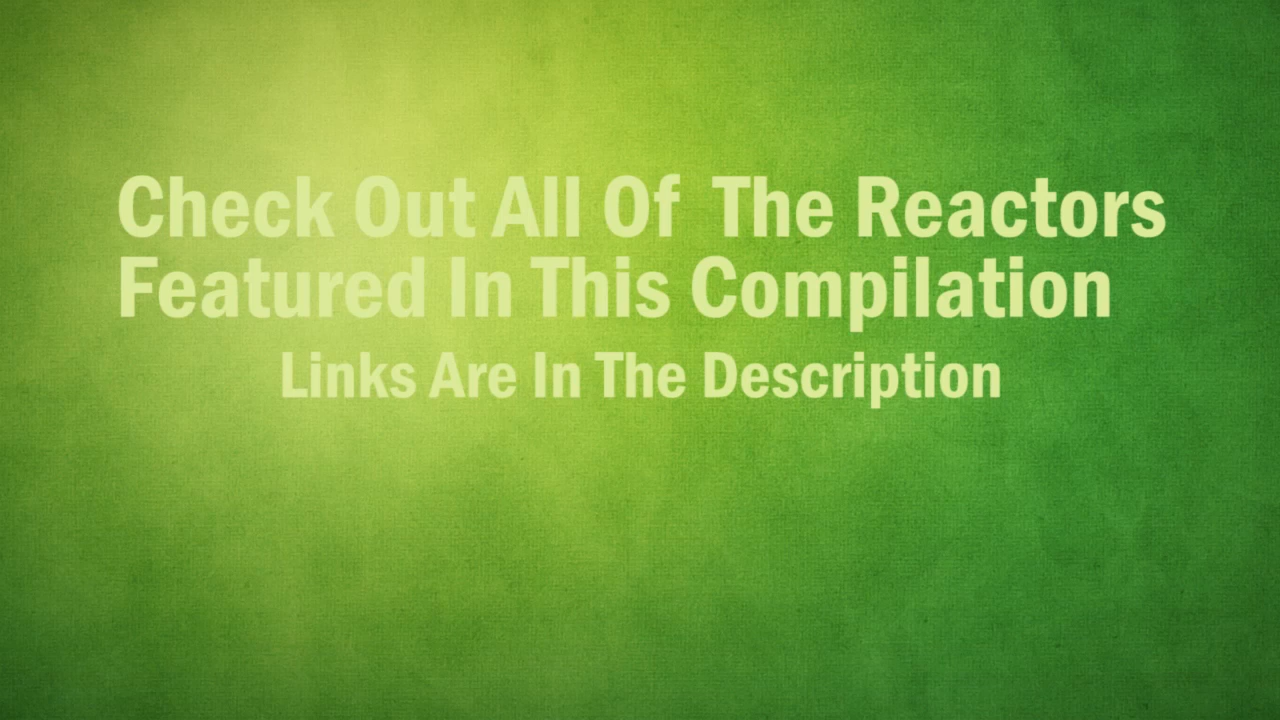 Check Out All Of The Reactors
Featured In This Compilation
Links Are In The Description